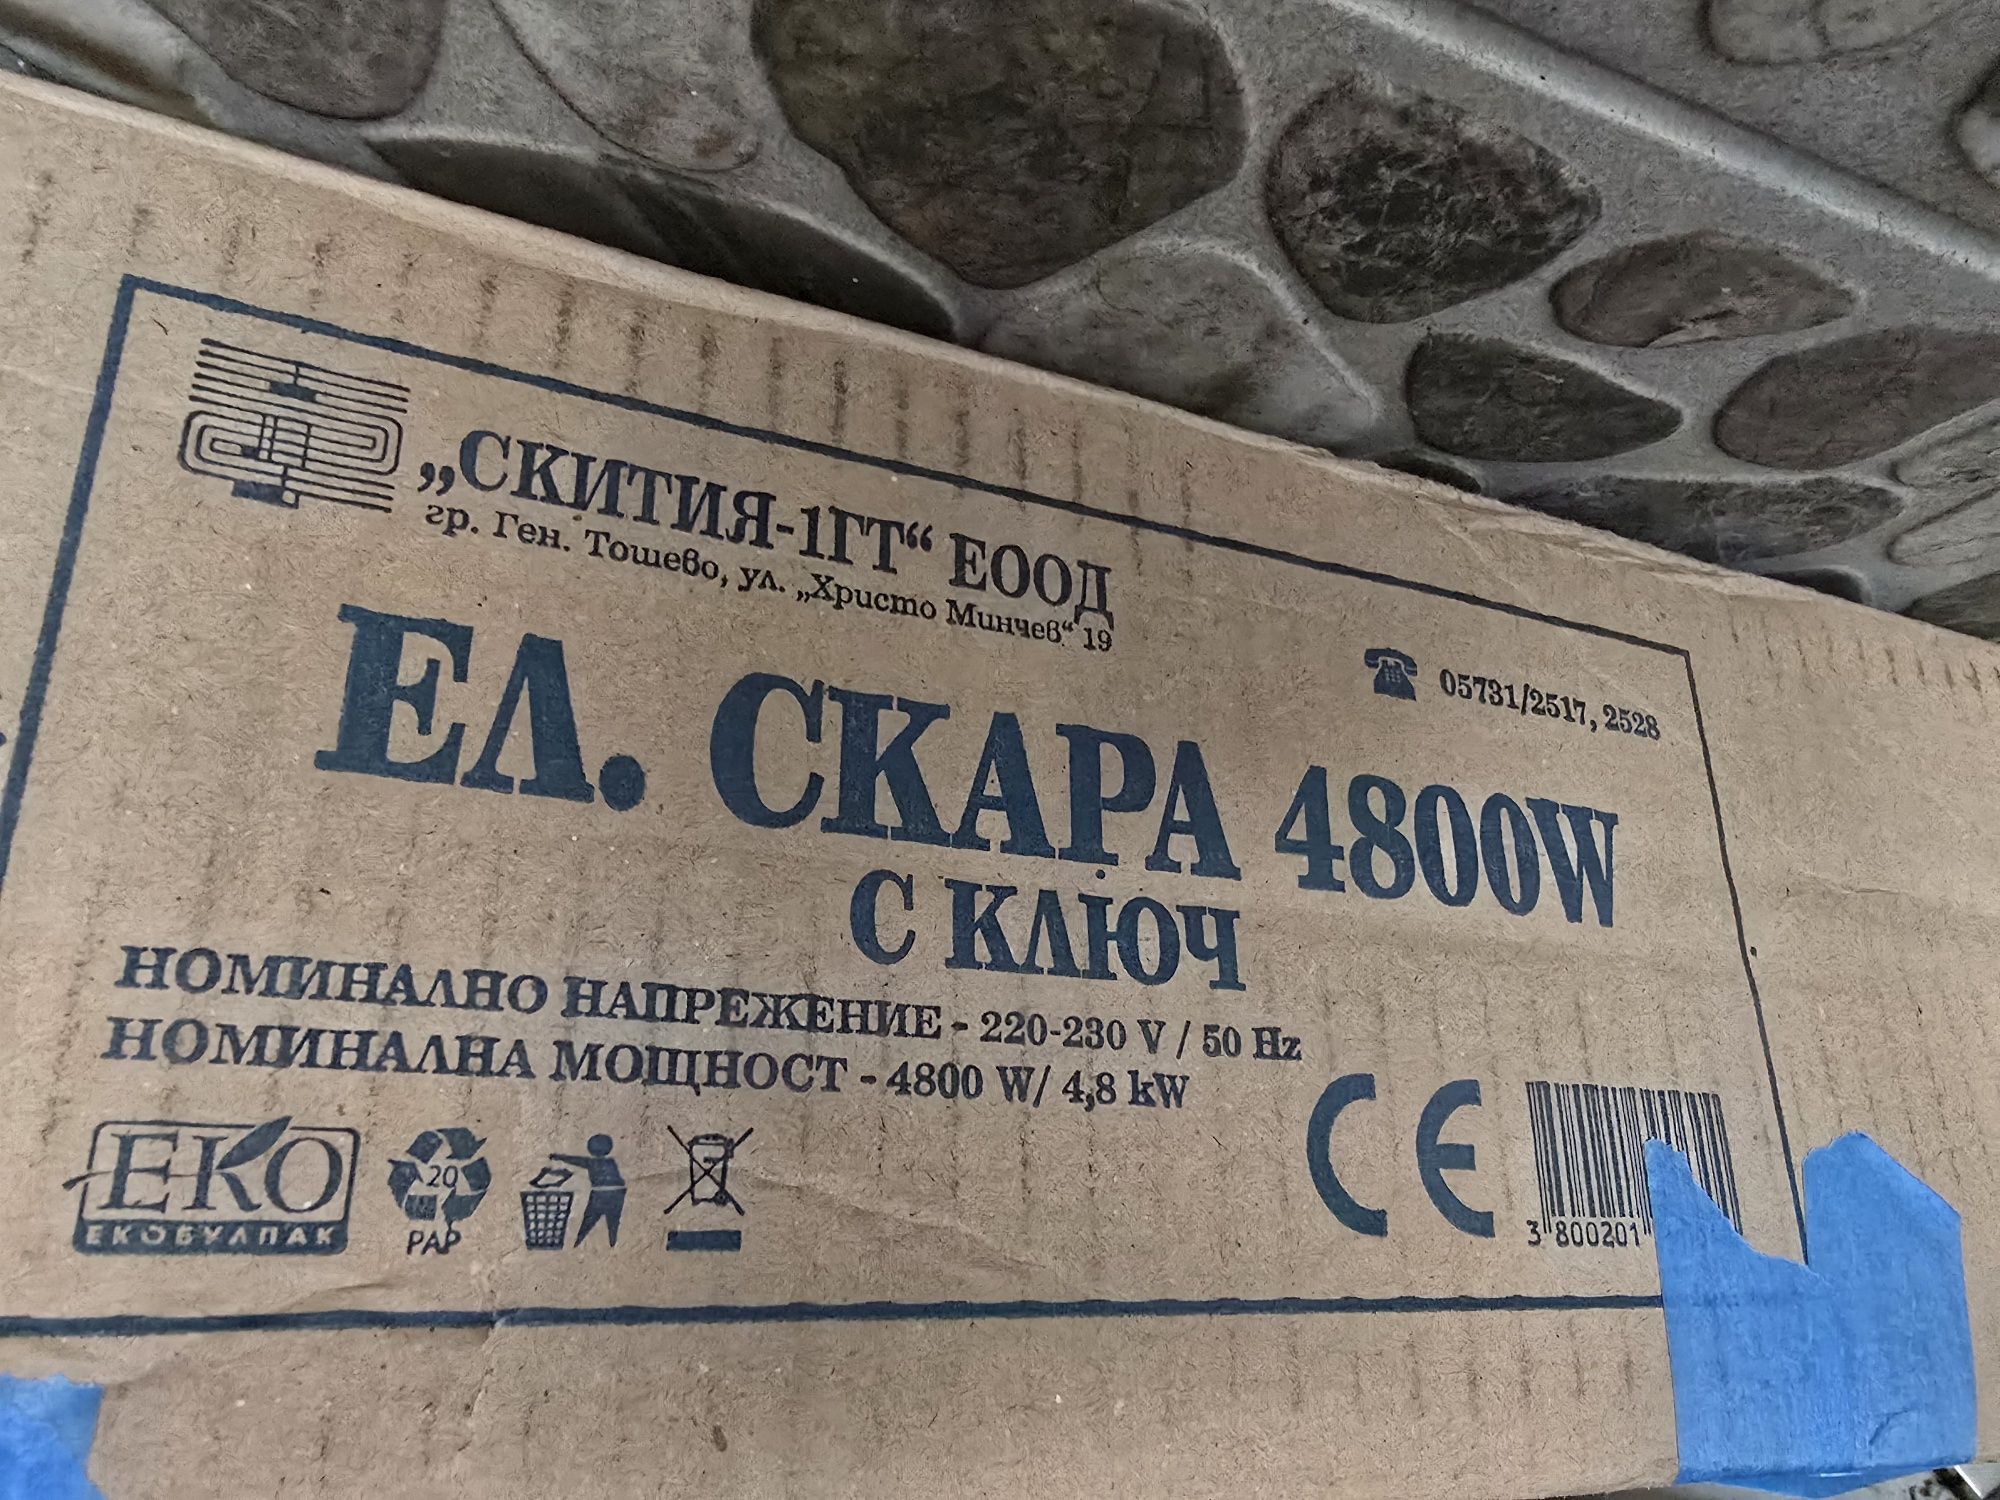 „СКИТИЯ-1ГТ“ ЕООД
гр. Ген. Тошево, ул. „Христо Минчев“ 19
05731/2517, 2528
ЕЛ. СКАРА 4800W
С КЛЮЧ
НОМИНАЛНО НАПРЕЖЕНИЕ - 220-230 V / 50 Hz
НОМИНАЛНА МОЩНОСТ - 4800 W/ 4,8 kW
ЕКО
ЕКОБУЛПАК
20
PAP
CE
3 800201